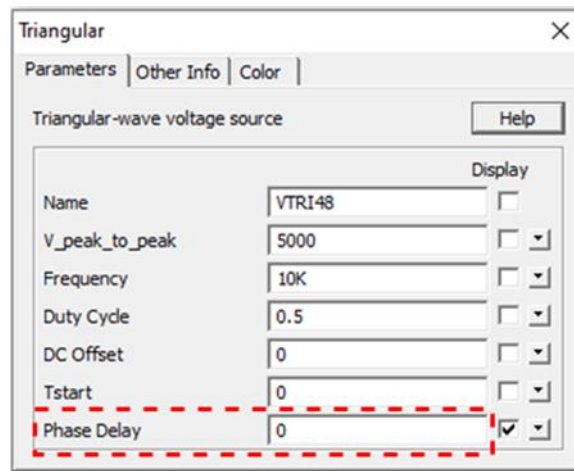 Triangular
Parameters Other Info Color
Triangular-wave voltage source Help
Display
Name VTRI48
V_peak_to_peak 5000
Frequency 10K
Duty Cycle 0.5
DC Offset 0
Tstart 0
Phase Delay 0